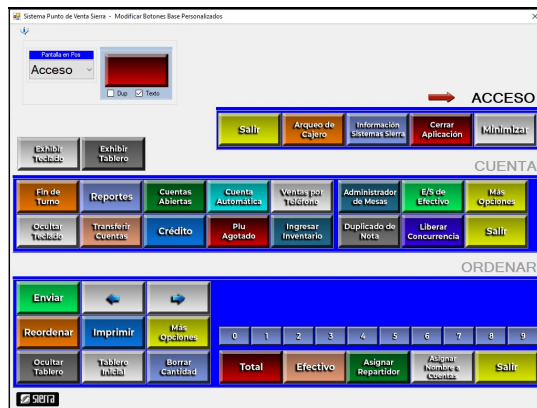 Sistema Punto de Venta Sierra - Modificar Botones Base Personalizados
Pantalla en Pos
Acceso
Dup
Texto
ACCESO
Salir
Arqueo de
Cajero
Información
Sistemas Sierra
Cerrar
Aplicación
Minimizar
Exhibir
Teclado
Exhibir
Tablero
CUENTA
Fin de
Turno
Reportes
Cuentas
Abiertas
Cuenta
Automática
Ventas por
Teléfono
Administrador
de Mesas
E/S de
Efectivo
Más
Opciones
Ocultar
Teclado
Transferir
Cuentas
Crédito
Plu
Agotado
Ingresar
Inventario
Duplicado de
Nota
Liberar
Concurrencia
Salir
ORDENAR
Enviar
Reordenar
Imprimir
Más
Opciones
0 1 2 3 4 5 6 7 8 9
Ocultar
Tablero
Tablero
Inicial
Borrar
Cantidad
Total
Efectivo
Asignar
Repartidor
Asignar
Nombre a
Cuentas
Salir
sierra